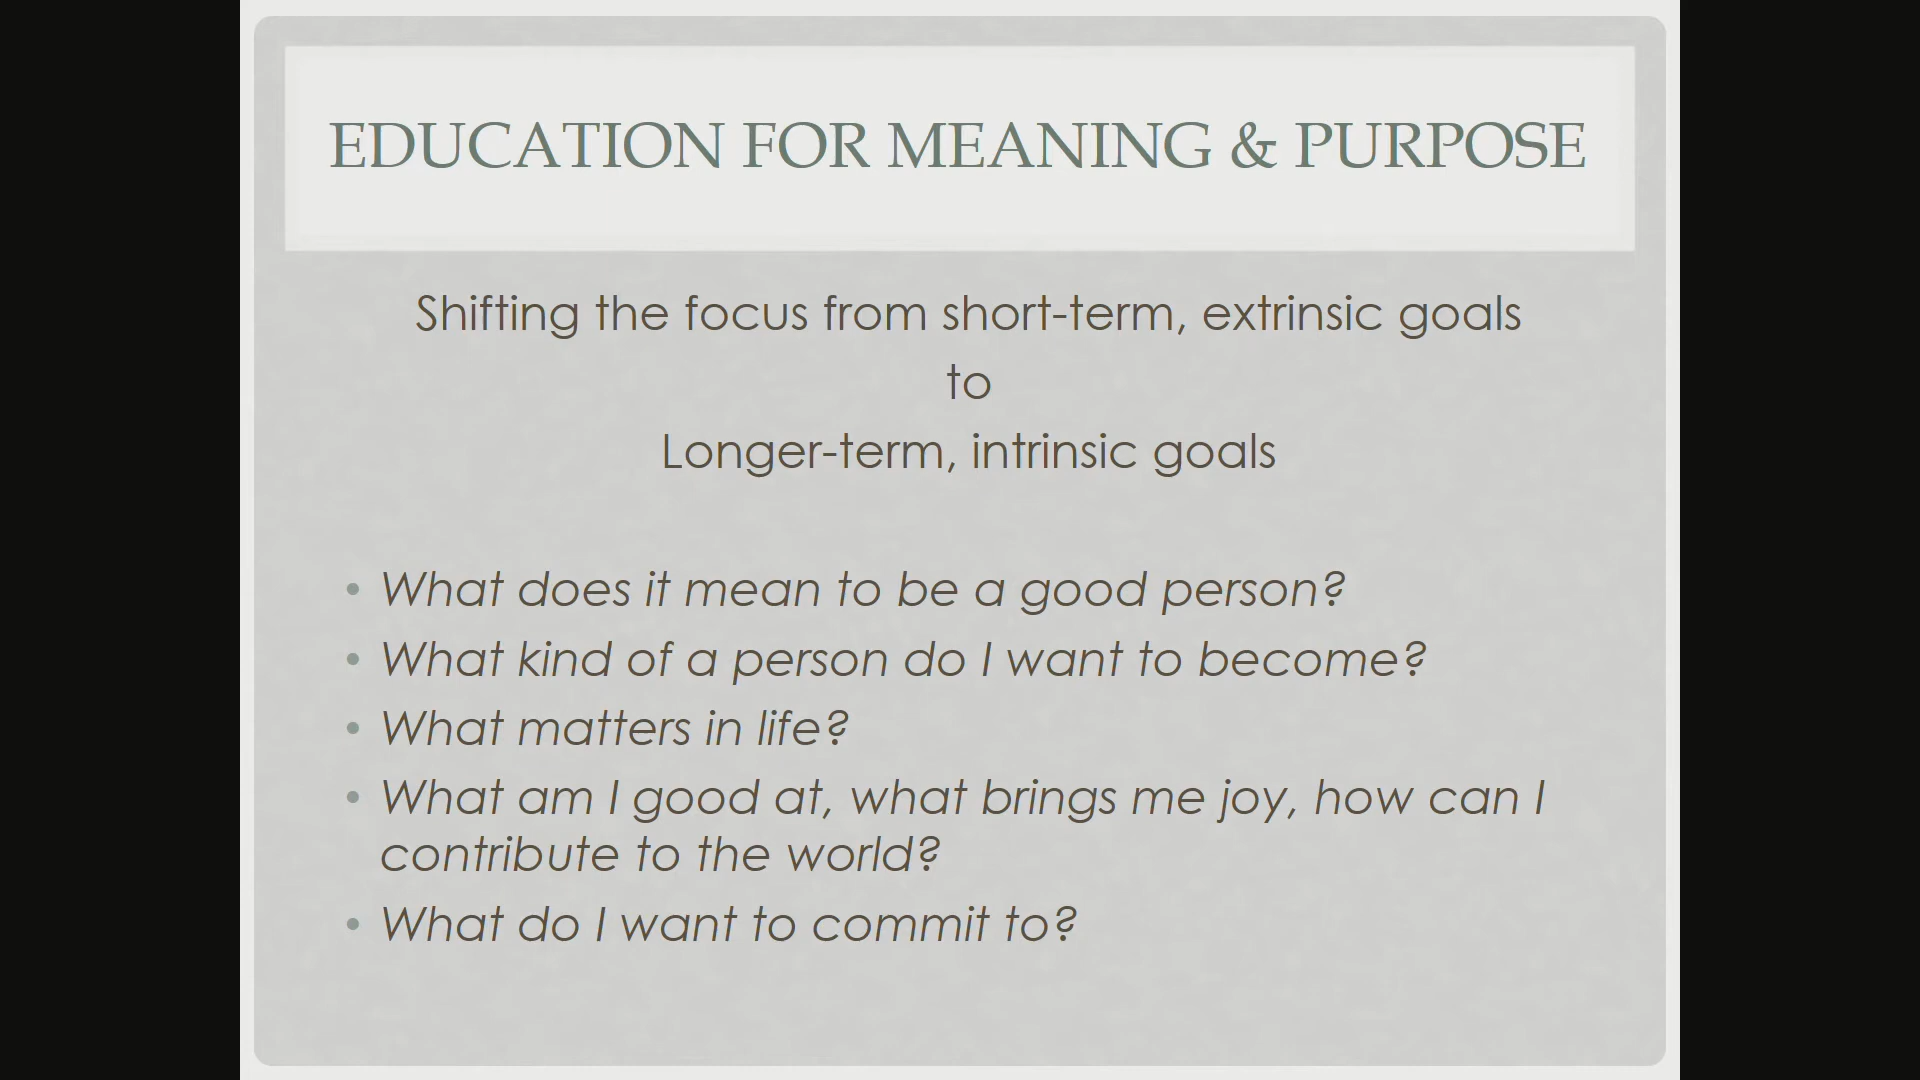 EDUCATION FOR MEANING & PURPOSE
Shifting the focus from short-term, extrinsic goals
to
Longer-term, intrinsic goals
• What does it mean to be a good person?
• What kind of a person do I want to become?
• What matters in life?
• What am I good at, what brings me joy, how can I
contribute to the world?
• What do I want to commit to?